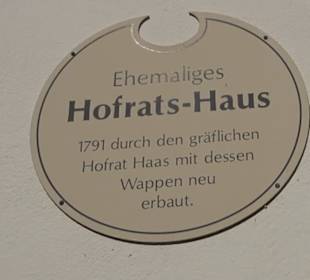 Ehemaliges
Hofrats-Haus
1791 durch den gräflichen
Hofrat Haas mit dessen
Wappen neu
erbaut.